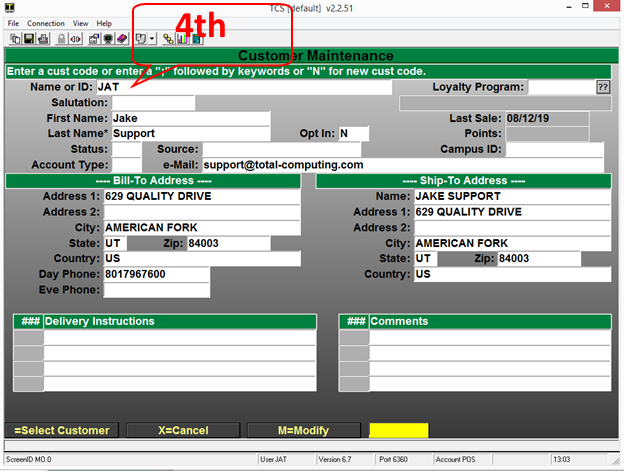 TCS [default] v2.2.51
File Connection View Help
4th
Customer Maintenance
Enter a cust code or enter a ":" followed by keywords or "N" for new cust code.
Name or ID: JAT Loyalty Program: ??
Salutation:
First Name: Jake Last Sale: 08/12/19
Last Name* Support Opt In: N Points:
Status: Source: Campus ID:
Account Type: e-Mail: support@total-computing.com
---- Bill-To Address ---- ---- Ship-To Address ----
Address 1: 629 QUALITY DRIVE Name: JAKE SUPPORT
Address 2: Address 1: 629 QUALITY DRIVE
City: AMERICAN FORK Address 2:
State: UT Zip: 84003 City: AMERICAN FORK
Country: US State: UT Zip: 84003
Day Phone: 8017967600 Country: US
Eve Phone:
### Delivery Instructions ### Comments
=Select Customer X=Cancel M=Modify
ScreenID MO.0 User JAT Version 6.7 Port 6360 Account POS 13:03